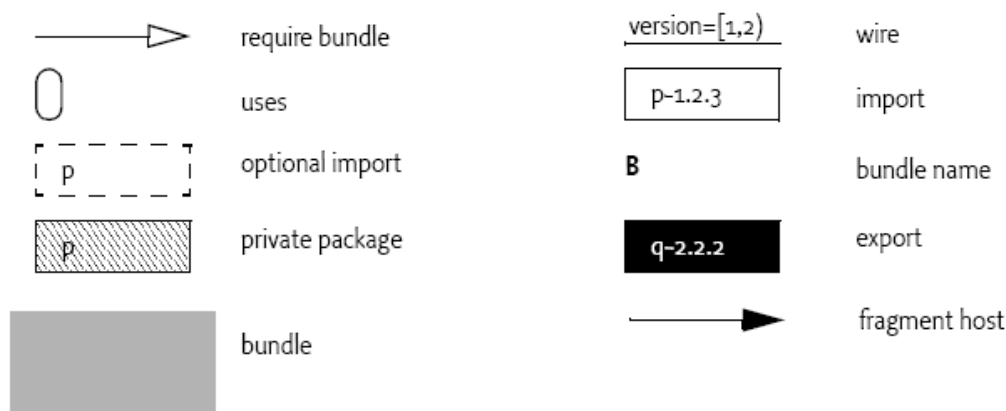 require bundle
version=[1,2)
wire
uses
p-1.2.3
import
p
optional import
B
bundle name
p
private package
q-2.2.2
export
bundle
fragment host